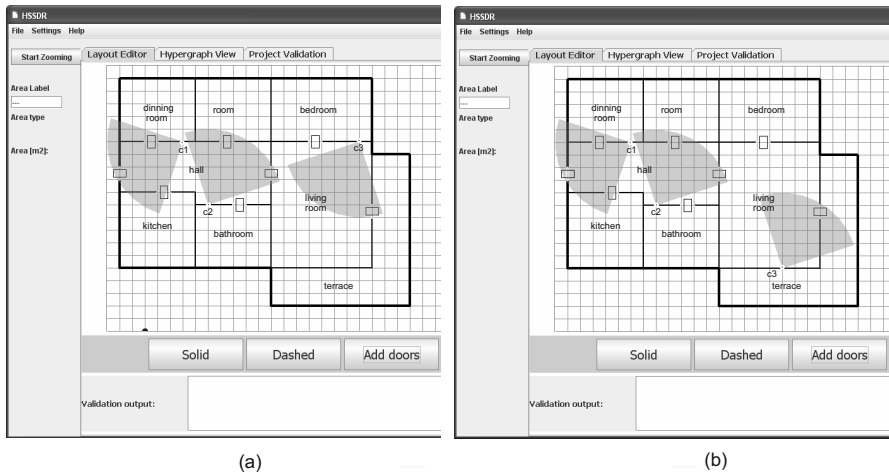 HSSDR
File Settings Help
Start Zooming
Layout Editor Hypergraph View Project Validation
Area Label
---
Area type
Area [m2]:
dinning
room
room
bedroom
c1
c3
hall
living
room
c2
kitchen
bathroom
terrace
Solid
Dashed
Add doors
Validation output:
(a)
HSSDR
File Settings Help
Start Zooming
Layout Editor Hypergraph View Project Validation
Area Label
---
Area type
Area [m2]:
dinning
room
room
bedroom
c1
hall
living
room
c2
kitchen
bathroom
c3
terrace
Solid
Dashed
Add doors
Validation output:
(b)